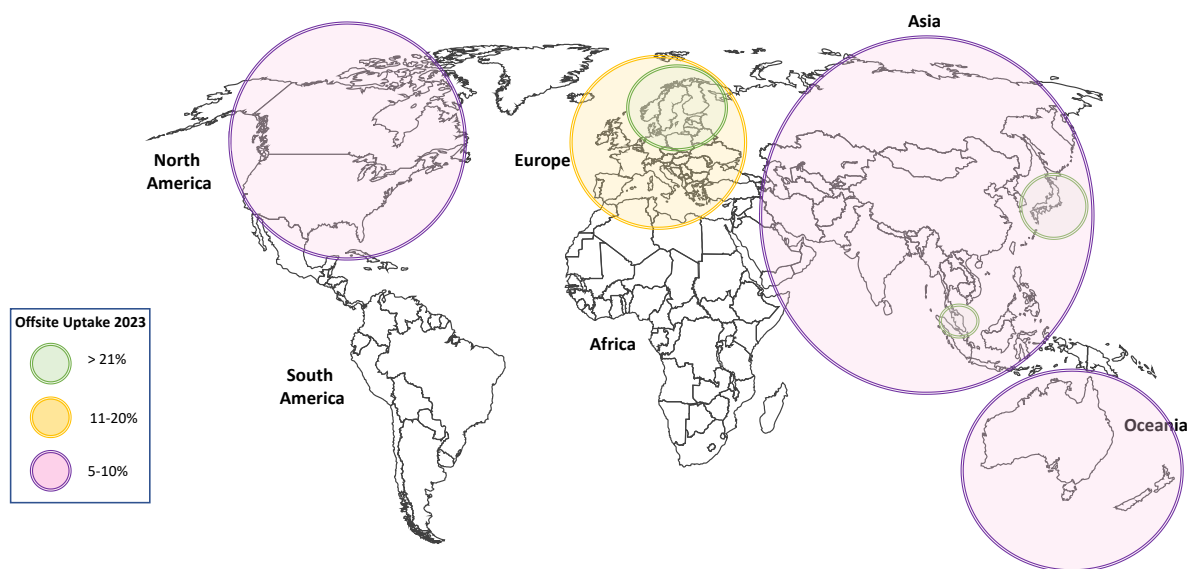 Asia
North
America
Europe
Offsite Uptake 2023
> 21%
11-20%
5-10%
Africa
South
America
Oceania